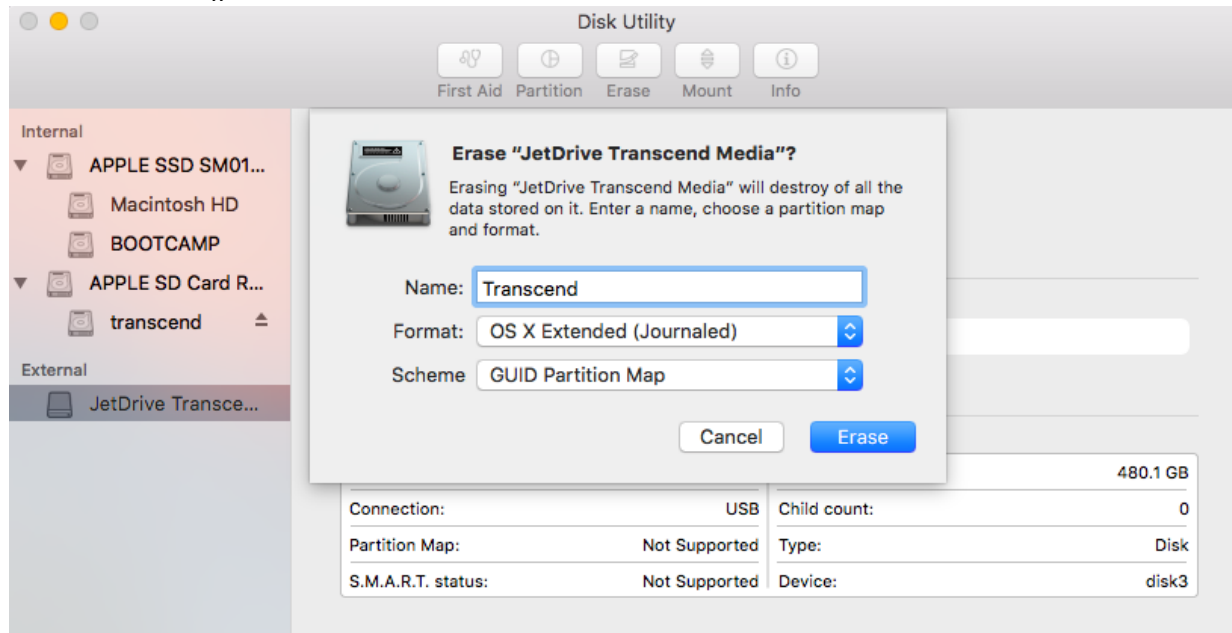 Disk Utility
First Aid Partition Erase Mount Info
Internal
APPLE SSD SM01...
Macintosh HD
BOOTCAMP
APPLE SD Card R...
transcend
External
JetDrive Transce...
Erase “JetDrive Transcend Media”?
Erasing “JetDrive Transcend Media” will destroy of all the
data stored on it. Enter a name, choose a partition map
and format.
Name: Transcend
Format: OS X Extended (Journaled)
Scheme GUID Partition Map
Cancel Erase
480.1 GB
Connection: USB Child count: 0
Partition Map: Not Supported Type: Disk
S.M.A.R.T. status: Not Supported Device: disk3